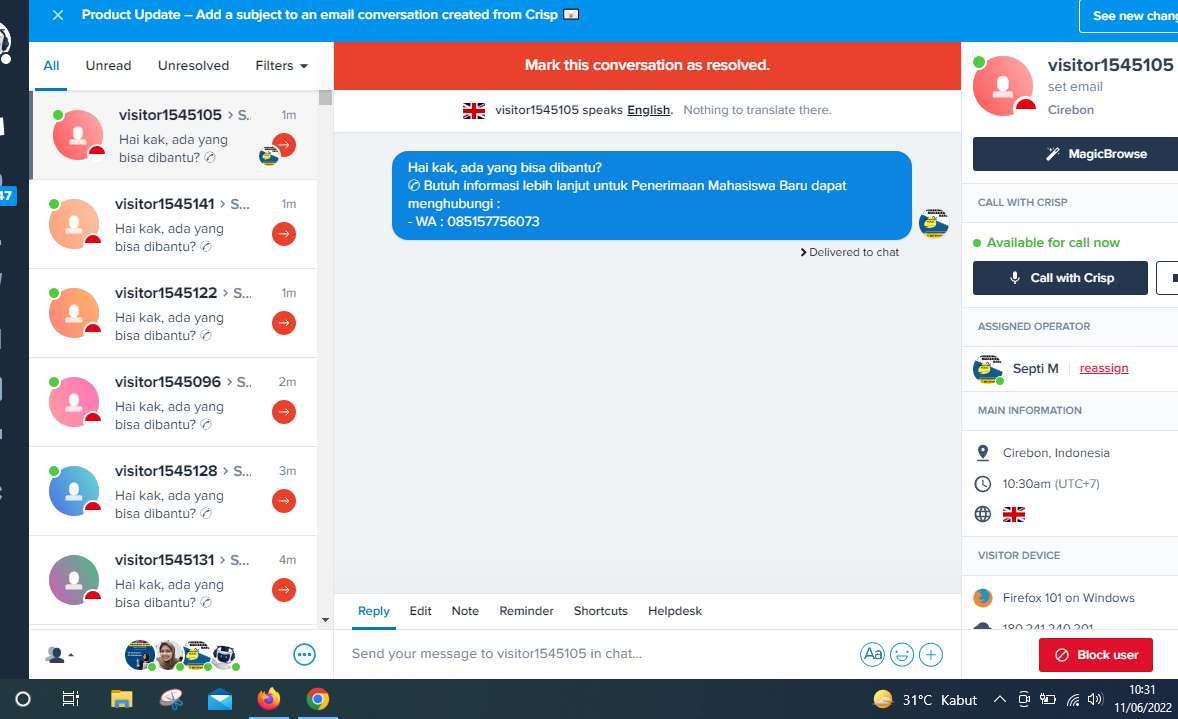 Product Update – Add a subject to an email conversation created from Crisp
See new chang
All Unread Unresolved Filters
Mark this conversation as resolved.
visitor1545105 speaks English. Nothing to translate there.
47
visitor1545105 > S.. 1m
Hai kak, ada yang
bisa dibantu?
visitor1545141 > S... 1m
Hai kak, ada yang
bisa dibantu?
visitor1545122 > S... 1m
Hai kak, ada yang
bisa dibantu?
visitor1545096 > S.. 2m
Hai kak, ada yang
bisa dibantu?
visitor1545128 > S... 3m
Hai kak, ada yang
bisa dibantu?
visitor1545131 > S... 4m
Hai kak, ada yang
bisa dibantu?
Hai kak, ada yang bisa dibantu?
✆ Butuh informasi lebih lanjut untuk Penerimaan Mahasiswa Baru dapat
menghubungi :
- WA : 085157756073
Delivered to chat
Reply Edit Note Reminder Shortcuts Helpdesk
Send your message to visitor1545105 in chat...
Aa
visitor1545105
set email
Cirebon
MagicBrowse
CALL WITH CRISP
Available for call now
Call with Crisp
ASSIGNED OPERATOR
Septi M reassign
MAIN INFORMATION
Cirebon, Indonesia
10:30am (UTC+7)
VISITOR DEVICE
Firefox 101 on Windows
180.241.240.201
Block user
31°C Kabut
10:31
11/06/2022